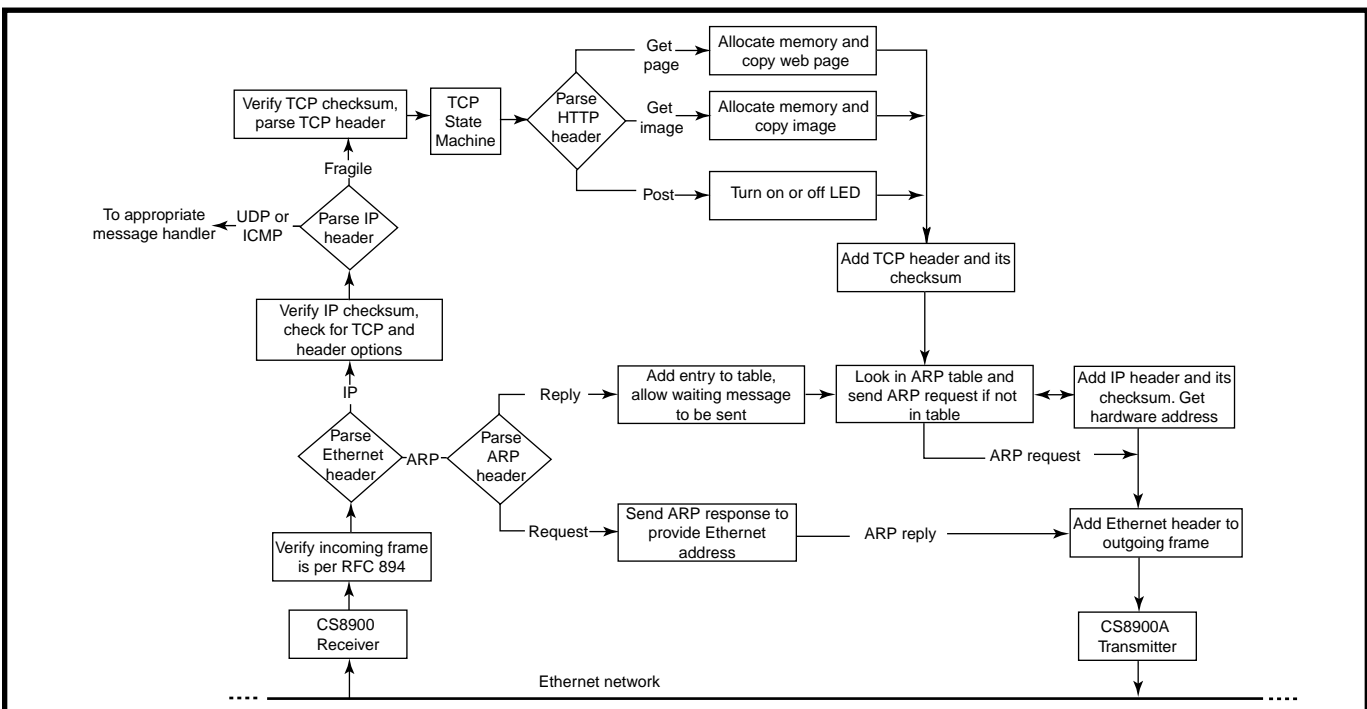 Get
page
Allocate memory and
copy web page
Verify TCP checksum,
parse TCP header
TCP
State
Machine
Parse
HTTP
header
Get
image
Allocate memory and
copy image
Fragile
Post
Turn on or off LED
To appropriate
message handler
UDP or
ICMP
Parse IP
header
Add TCP header and its
checksum
Verify IP checksum,
check for TCP and
header options
IP
Reply
Add entry to table,
allow waiting message
to be sent
Look in ARP table and
send ARP request if not
in table
Add IP header and its
checksum. Get
hardware address
Parse
Ethernet
header
ARP
Parse
ARP
header
ARP request
Request
Send ARP response to
provide Ethernet
address
ARP reply
Add Ethernet header to
outgoing frame
Verify incoming frame
is per RFC 894
CS8900
Receiver
CS8900A
Transmitter
Ethernet network